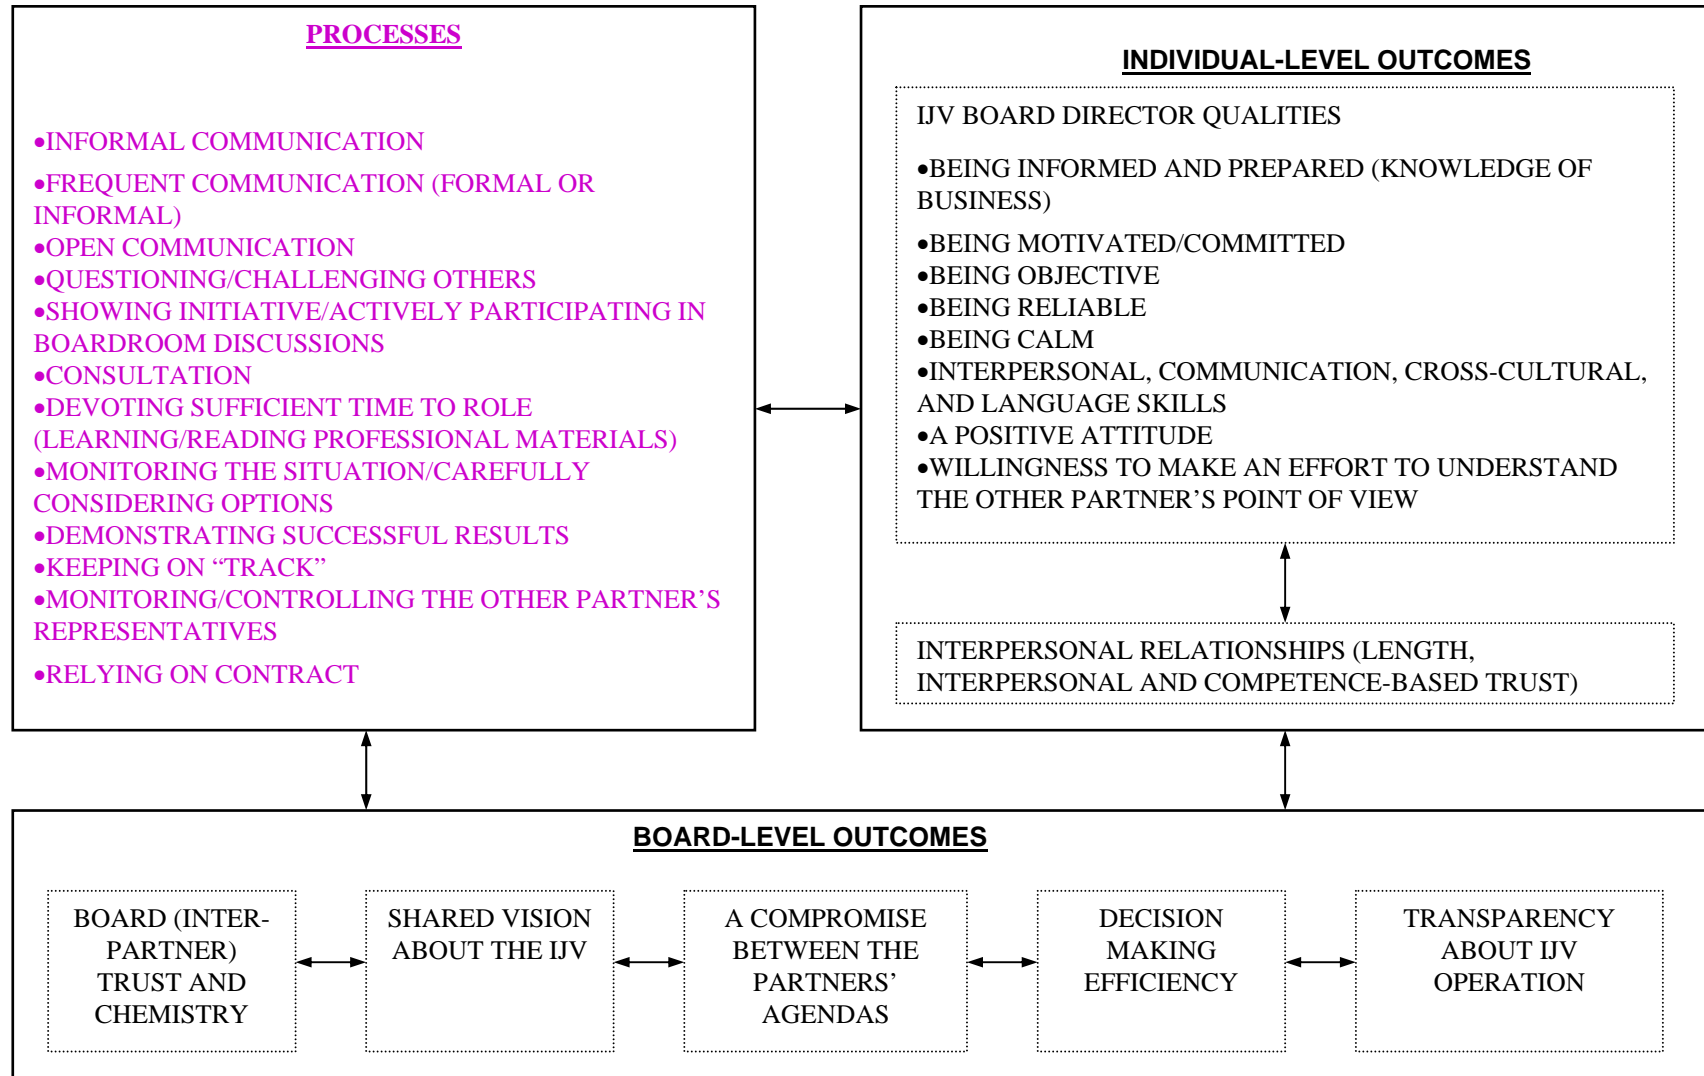 PROCESSES
•INFORMAL COMMUNICATION
•FREQUENT COMMUNICATION (FORMAL OR
INFORMAL)
•OPEN COMMUNICATION
•QUESTIONING/CHALLENGING OTHERS
•SHOWING INITIATIVE/ACTIVELY PARTICIPATING IN
BOARDROOM DISCUSSIONS
•CONSULTATION
•DEVOTING SUFFICIENT TIME TO ROLE
(LEARNING/READING PROFESSIONAL MATERIALS)
•MONITORING THE SITUATION/CAREFULLY
CONSIDERING OPTIONS
•DEMONSTRATING SUCCESSFUL RESULTS
•KEEPING ON “TRACK”
•MONITORING/CONTROLLING THE OTHER PARTNER’S
REPRESENTATIVES
•RELYING ON CONTRACT
INDIVIDUAL-LEVEL OUTCOMES
IJV BOARD DIRECTOR QUALITIES
•BEING INFORMED AND PREPARED (KNOWLEDGE OF
BUSINESS)
•BEING MOTIVATED/COMMITTED
•BEING OBJECTIVE
•BEING RELIABLE
•BEING CALM
•INTERPERSONAL, COMMUNICATION, CROSS-CULTURAL,
AND LANGUAGE SKILLS
•A POSITIVE ATTITUDE
•WILLINGNESS TO MAKE AN EFFORT TO UNDERSTAND
THE OTHER PARTNER’S POINT OF VIEW
INTERPERSONAL RELATIONSHIPS (LENGTH,
INTERPERSONAL AND COMPETENCE-BASED TRUST)
BOARD-LEVEL OUTCOMES
BOARD (INTER-
PARTNER)
TRUST AND
CHEMISTRY
SHARED VISION
ABOUT THE IJV
A COMPROMISE
BETWEEN THE
PARTNERS’
AGENDAS
DECISION
MAKING
EFFICIENCY
TRANSPARENCY
ABOUT IJV
OPERATION